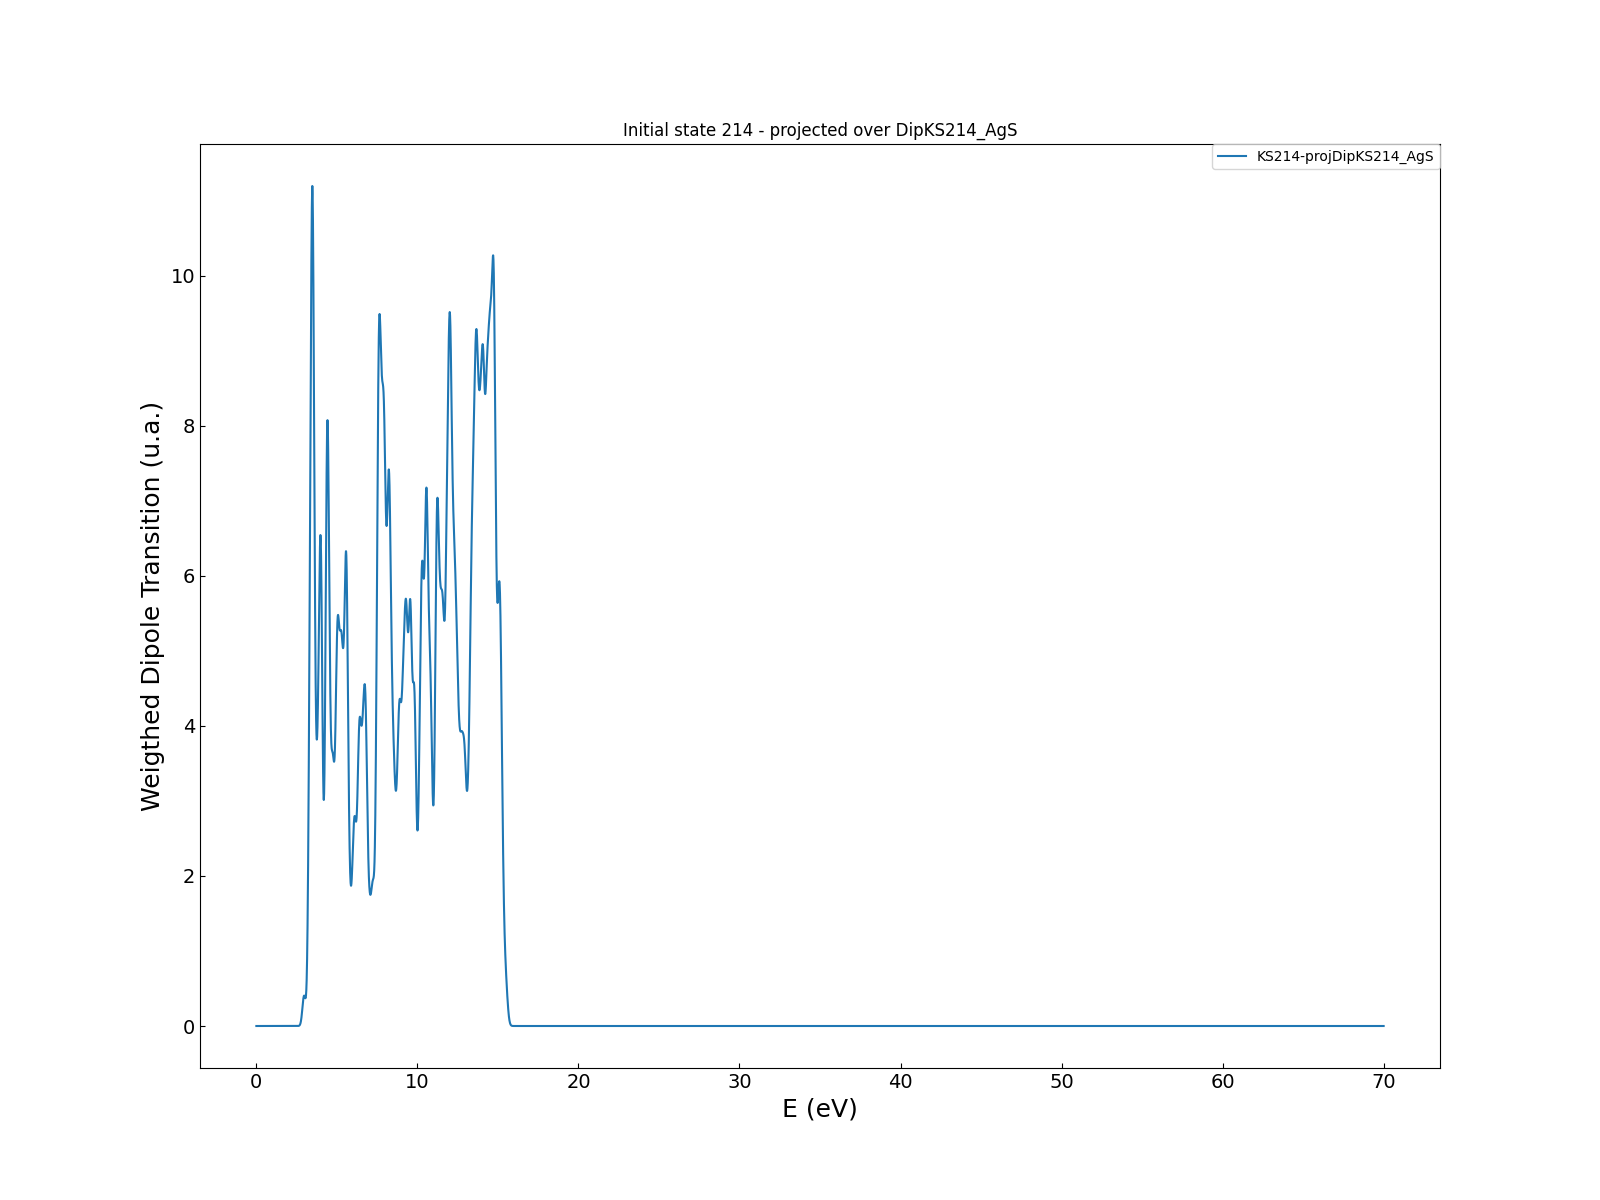 Initial state 214 - projected over DipKS214_AgS
KS214-projDipKS214_AgS
Weigthed Dipole Transition (u.a.)
10
8
6
4
2
0
0 10 20 30 40 50 60 70
E (eV)